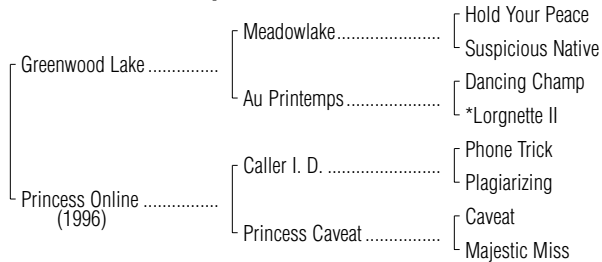 Hold Your Peace
Meadowlake...................
Suspicious Native
Greenwood Lake ...............
Dancing Champ
Au Printemps..................
*Lorgnette II
Phone Trick
Caller I. D. ....................
Plagiarizing
Princess Online ................
(1996)
Caveat
Princess Caveat ................
Majestic Miss